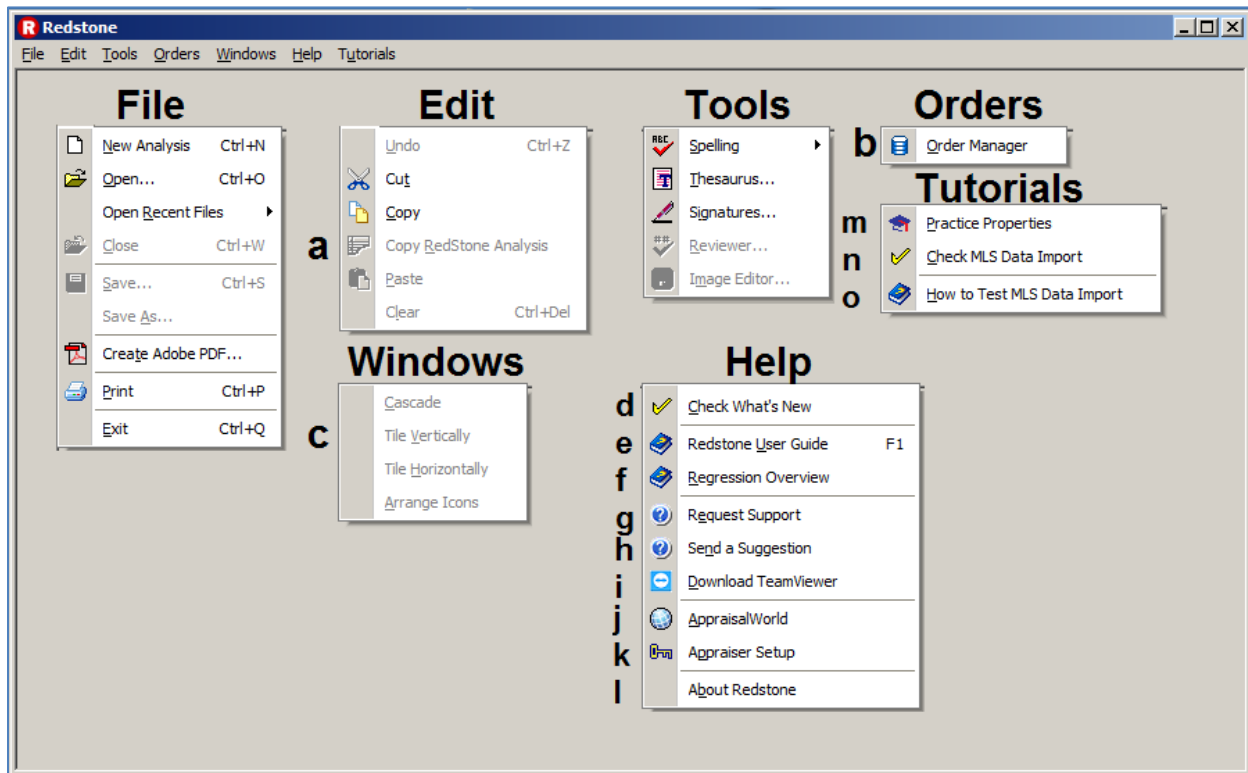 R Redstone
File Edit Tools Orders Windows Help Tutorials
File
New Analysis Ctrl+N
Open... Ctrl+O
Open Recent Files
Close Ctrl+W
Save... Ctrl+S
Save As...
Create Adobe PDF...
Print Ctrl+P
Exit Ctrl+Q
Edit
Undo Ctrl+Z
Cut
Copy
a Copy RedStone Analysis
Paste
Clear Ctrl+Del
Tools
ABC Spelling
T Thesaurus...
Signatures...
## Reviewer...
Image Editor...
Orders
b Order Manager
Tutorials
m Practice Properties
n Check MLS Data Import
o How to Test MLS Data Import
Windows
Cascade
c Tile Vertically
Tile Horizontally
Arrange Icons
Help
d Check What's New
e Redstone User Guide F1
f Regression Overview
g Request Support
h Send a Suggestion
i Download TeamViewer
j AppraisalWorld
k Appraiser Setup
l About Redstone